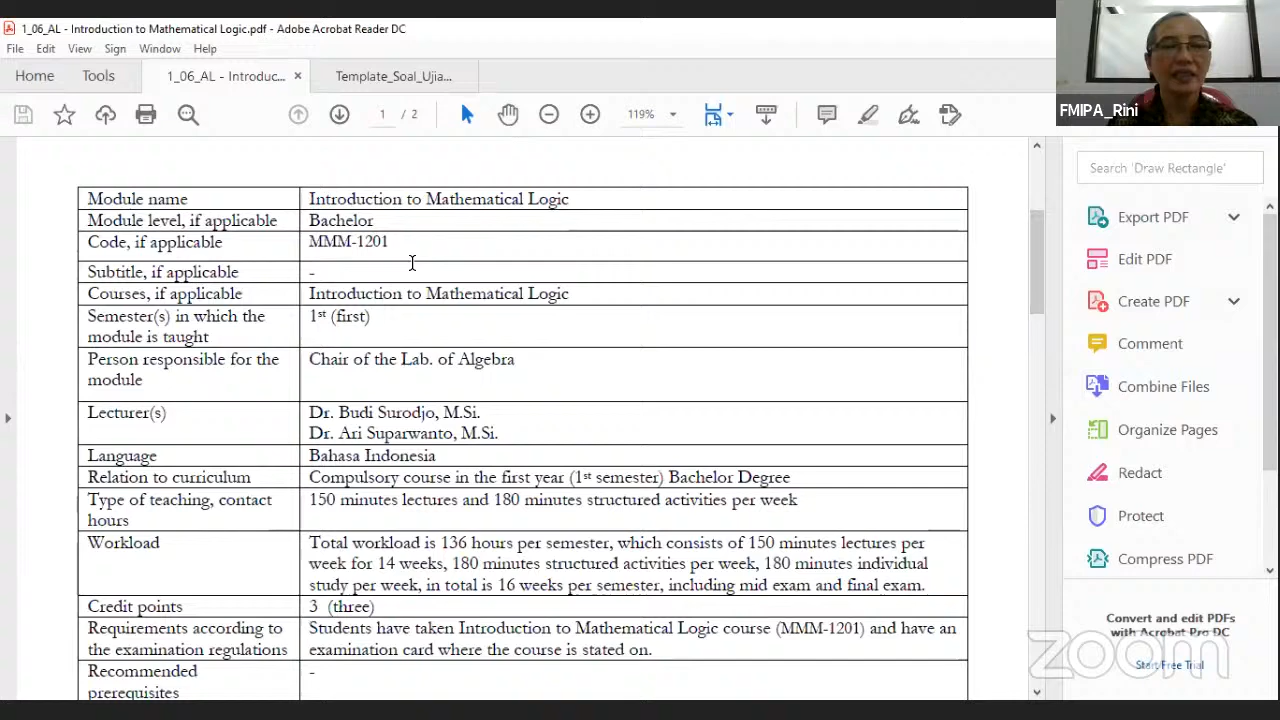 1_06_AL - Introduction to Mathematical Logic.pdf - Adobe Acrobat Reader DC
File Edit View Sign Window Help
Home Tools 1_06_AL - Introduc... × Template_Soal_Ujia...
1 / 2 119%
FMIPA_Rini
Search 'Draw Rectangle'
Module name Introduction to Mathematical Logic
Module level, if applicable Bachelor
Code, if applicable MMM-1201
Subtitle, if applicable -
Courses, if applicable Introduction to Mathematical Logic
Semester(s) in which the module is taught 1st (first)
Person responsible for the module Chair of the Lab. of Algebra
Lecturer(s) Dr. Budi Surodjo, M.Si.
Dr. Ari Suparwanto, M.Si.
Language Bahasa Indonesia
Relation to curriculum Compulsory course in the first year (1st semester) Bachelor Degree
Type of teaching, contact hours 150 minutes lectures and 180 minutes structured activities per week
Workload Total workload is 136 hours per semester, which consists of 150 minutes lectures per
week for 14 weeks, 180 minutes structured activities per week, 180 minutes individual
study per week, in total is 16 weeks per semester, including mid exam and final exam.
Credit points 3 (three)
Requirements according to the examination regulations Students have taken Introduction to Mathematical Logic course (MMM-1201) and have an
examination card where the course is stated on.
Recommended prerequisites -
Export PDF
Edit PDF
Create PDF
Comment
Combine Files
Organize Pages
Redact
Protect
Compress PDF
Convert and edit PDFs
with Acrobat Pro DC
Start Free Trial
zoom